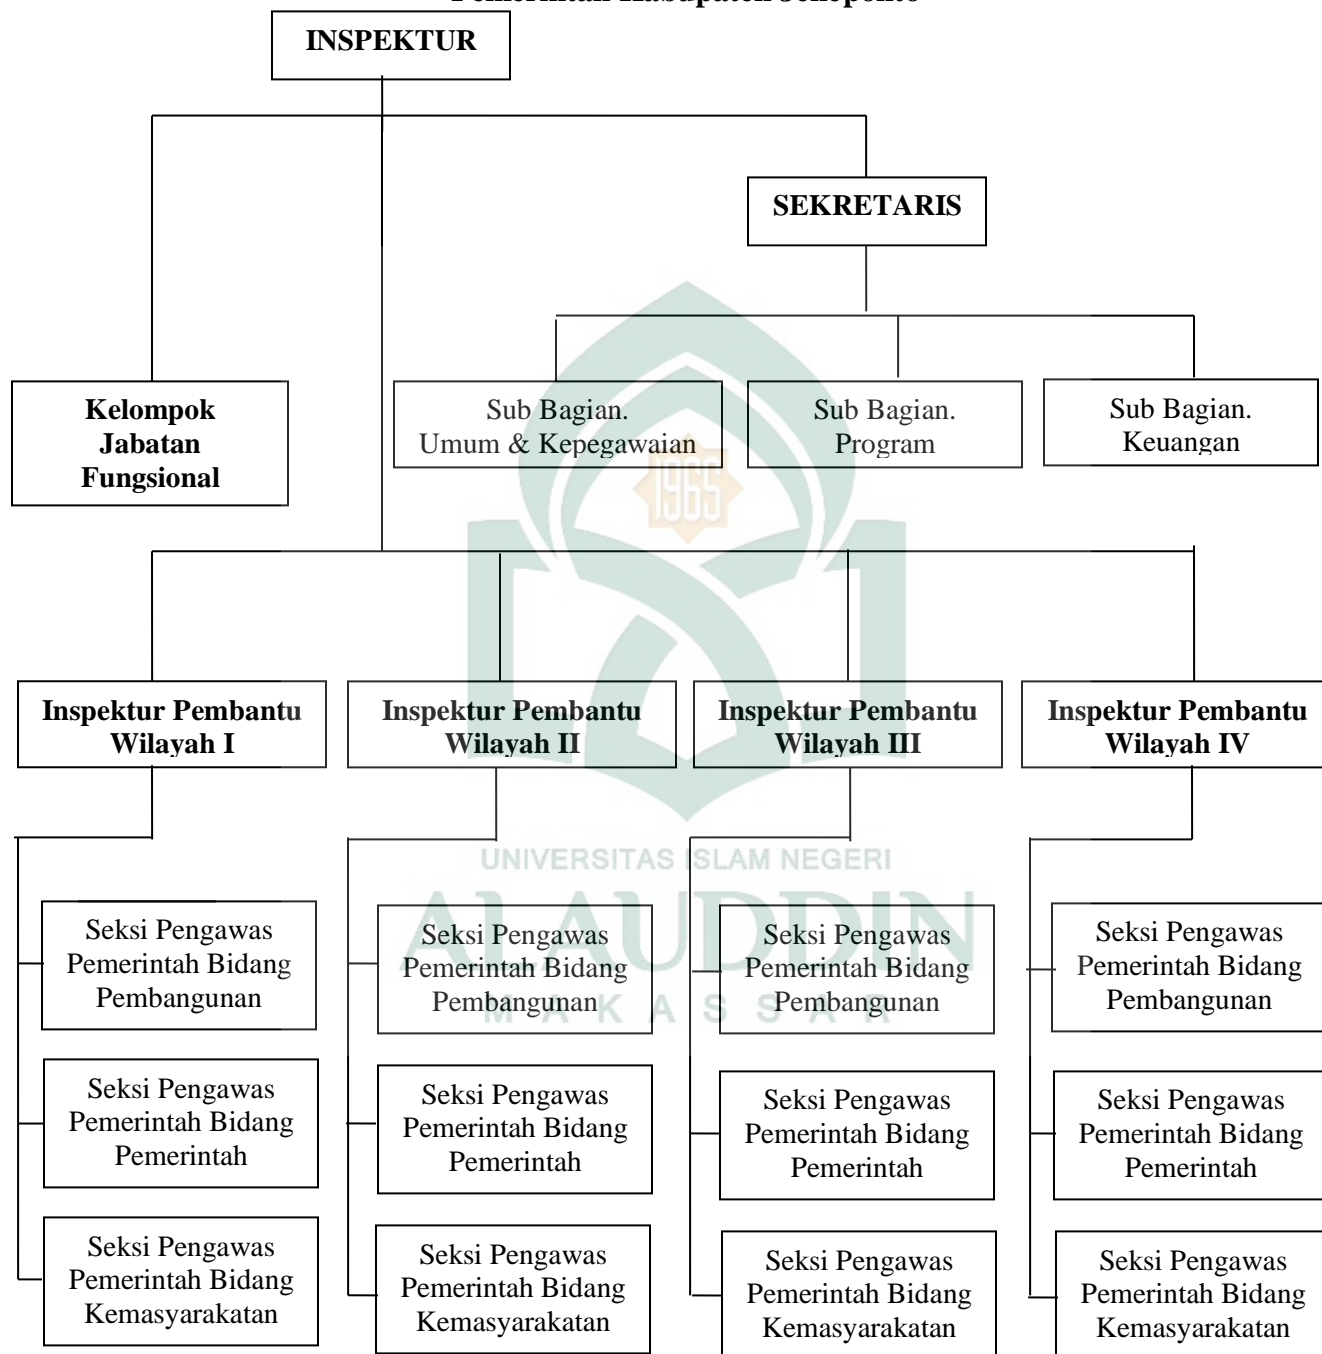 Pemerintah Kabupaten Jeneponto
INSPEKTUR
SEKRETARIS
Kelompok
Jabatan
Fungsional
Sub Bagian.
Umum & Kepegawaian
Sub Bagian.
Program
Sub Bagian.
Keuangan
1965
Inspektur Pembantu
Wilayah I
Inspektur Pembantu
Wilayah II
Inspektur Pembantu
Wilayah III
Inspektur Pembantu
Wilayah IV
UNIVERSITAS ISLAM NEGERI
ALAUDDIN
MAKASSAR
Seksi Pengawas
Pemerintah Bidang
Pembangunan
Seksi Pengawas
Pemerintah Bidang
Pembangunan
Seksi Pengawas
Pemerintah Bidang
Pembangunan
Seksi Pengawas
Pemerintah Bidang
Pembangunan
Seksi Pengawas
Pemerintah Bidang
Pemerintah
Seksi Pengawas
Pemerintah Bidang
Pemerintah
Seksi Pengawas
Pemerintah Bidang
Pemerintah
Seksi Pengawas
Pemerintah Bidang
Pemerintah
Seksi Pengawas
Pemerintah Bidang
Kemasyarakatan
Seksi Pengawas
Pemerintah Bidang
Kemasyarakatan
Seksi Pengawas
Pemerintah Bidang
Kemasyarakatan
Seksi Pengawas
Pemerintah Bidang
Kemasyarakatan